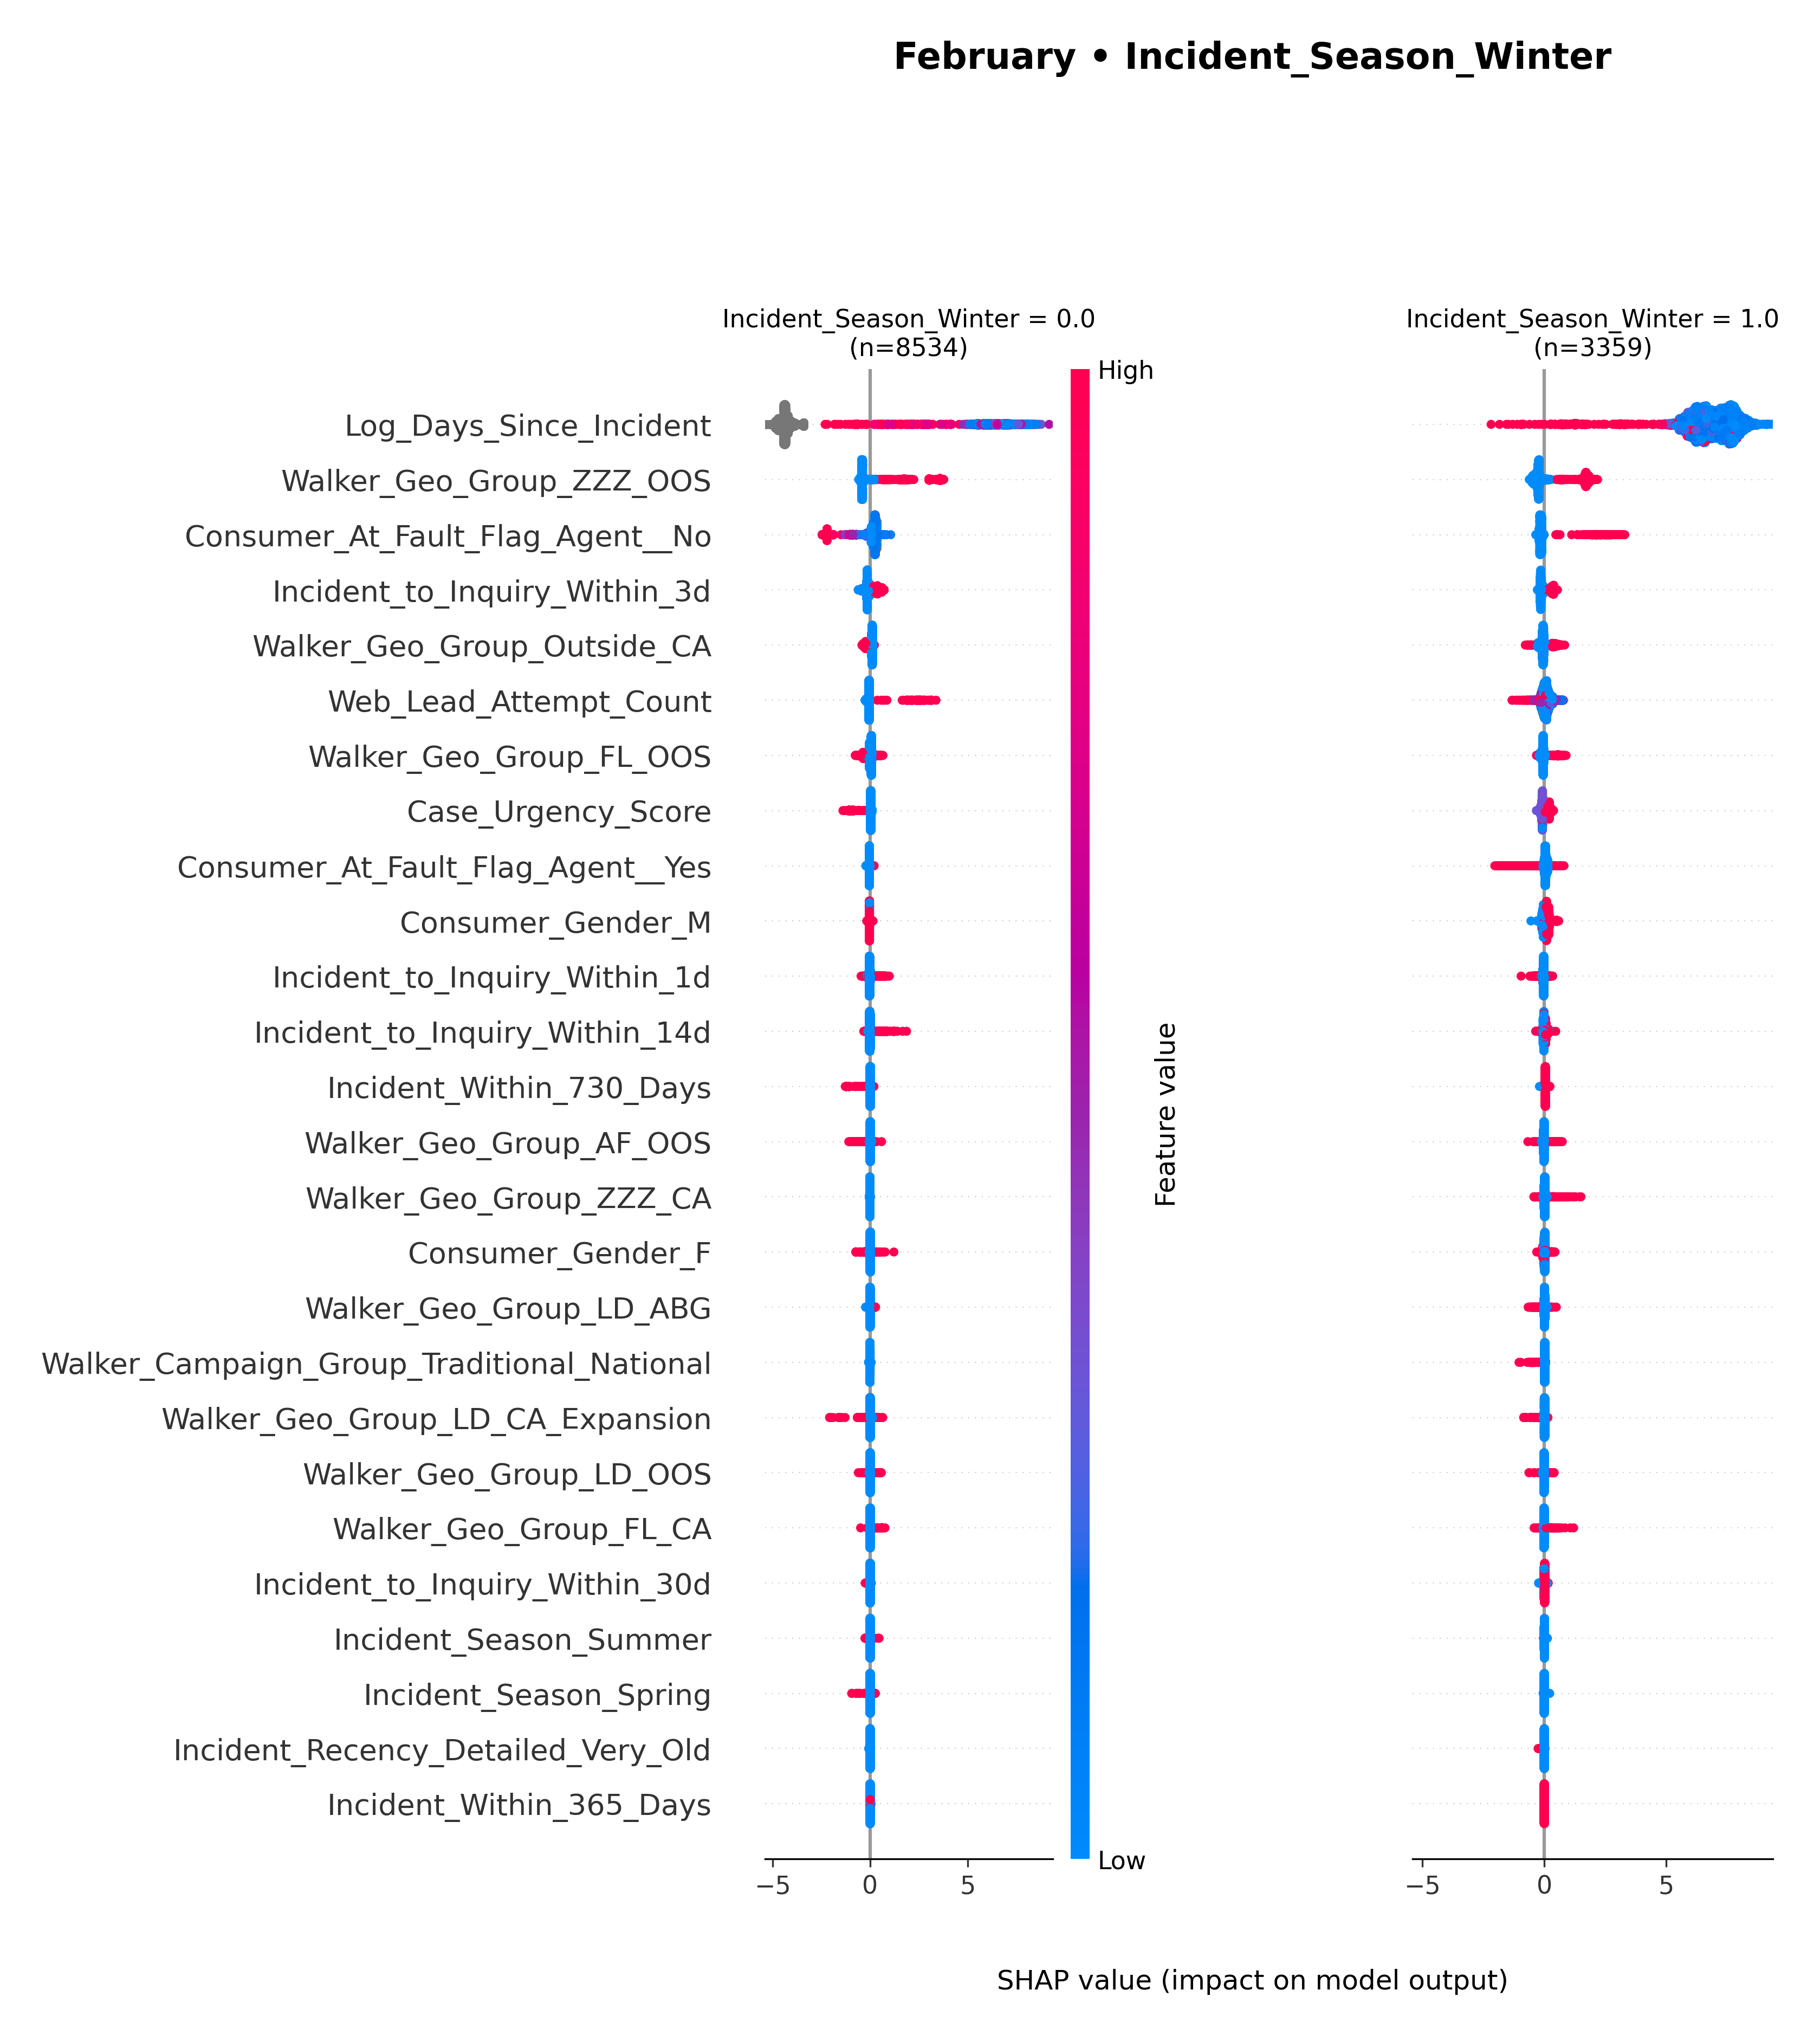 February • Incident_Season_Winter
Incident_Season_Winter = 0.0
(n=8534)
Incident_Season_Winter = 1.0
(n=3359)
High
Log_Days_Since_Incident
Walker_Geo_Group_ZZZ_OOS
Consumer_At_Fault_Flag_Agent__No
Incident_to_Inquiry_Within_3d
Walker_Geo_Group_Outside_CA
Web_Lead_Attempt_Count
Walker_Geo_Group_FL_OOS
Case_Urgency_Score
Consumer_At_Fault_Flag_Agent__Yes
Consumer_Gender_M
Incident_to_Inquiry_Within_1d
Incident_to_Inquiry_Within_14d
Incident_Within_730_Days
Walker_Geo_Group_AF_OOS
Walker_Geo_Group_ZZZ_CA
Consumer_Gender_F
Walker_Geo_Group_LD_ABG
Walker_Campaign_Group_Traditional_National
Walker_Geo_Group_LD_CA_Expansion
Walker_Geo_Group_LD_OOS
Walker_Geo_Group_FL_CA
Incident_to_Inquiry_Within_30d
Incident_Season_Summer
Incident_Season_Spring
Incident_Recency_Detailed_Very_Old
Incident_Within_365_Days
Feature value
Low
−5 0 5
−5 0 5
SHAP value (impact on model output)